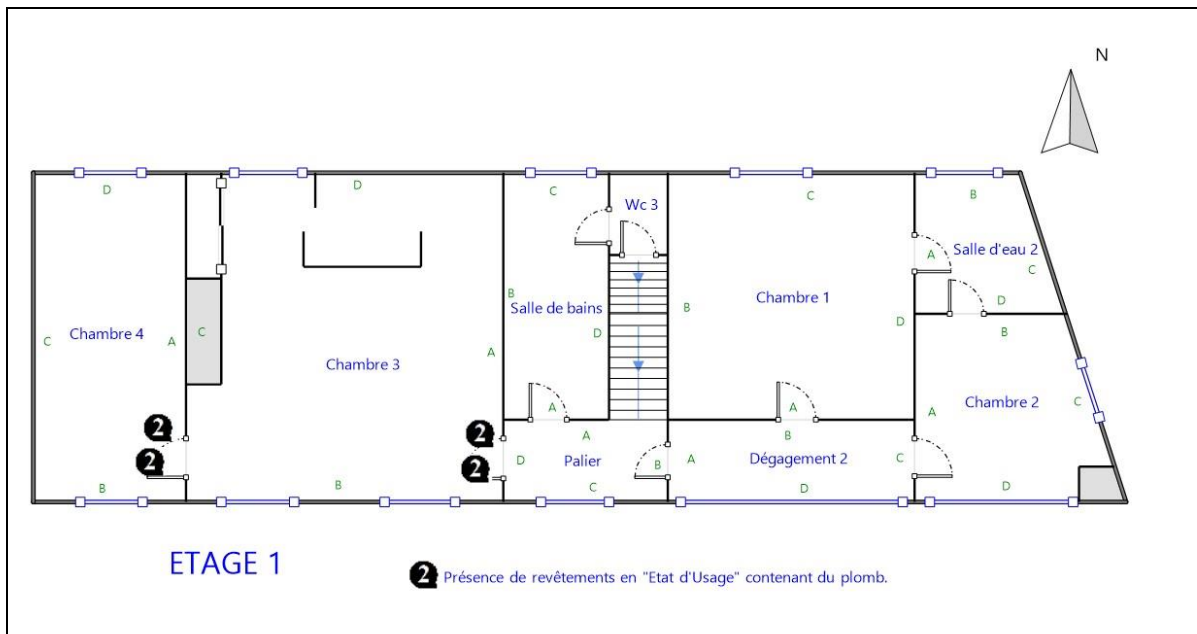 N
D
D
C
Wc 3
C
B
Salle d'eau 2
A
C
B
Chambre 1
D
Salle de bains
B
D
C
Chambre 4
A
C
D
B
A
Chambre 3
A
Chambre 2
C
A
A
A
2
2
A
B
D
Palier
B
A
Dégagement 2
C
2
2
B
B
C
D
D
ETAGE 1
2 Présence de revêtements en "Etat d'Usage" contenant du plomb.